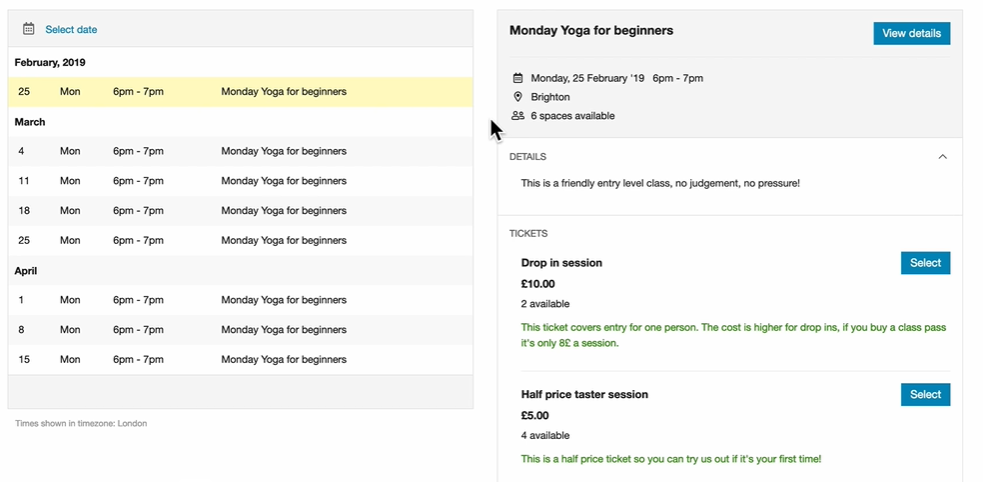 Select date
February, 2019
25 Mon 6pm - 7pm Monday Yoga for beginners
March
4 Mon 6pm - 7pm Monday Yoga for beginners
11 Mon 6pm - 7pm Monday Yoga for beginners
18 Mon 6pm - 7pm Monday Yoga for beginners
25 Mon 6pm - 7pm Monday Yoga for beginners
April
1 Mon 6pm - 7pm Monday Yoga for beginners
8 Mon 6pm - 7pm Monday Yoga for beginners
15 Mon 6pm - 7pm Monday Yoga for beginners
Times shown in timezone: London
Monday Yoga for beginners
View details
Monday, 25 February '19 6pm - 7pm
Brighton
6 spaces available
DETAILS
This is a friendly entry level class, no judgement, no pressure!
TICKETS
Drop in session
Select
£10.00
2 available
This ticket covers entry for one person. The cost is higher for drop ins, if you buy a class pass
it's only 8£ a session.
Half price taster session
Select
£5.00
4 available
This is a half price ticket so you can try us out if it's your first time!